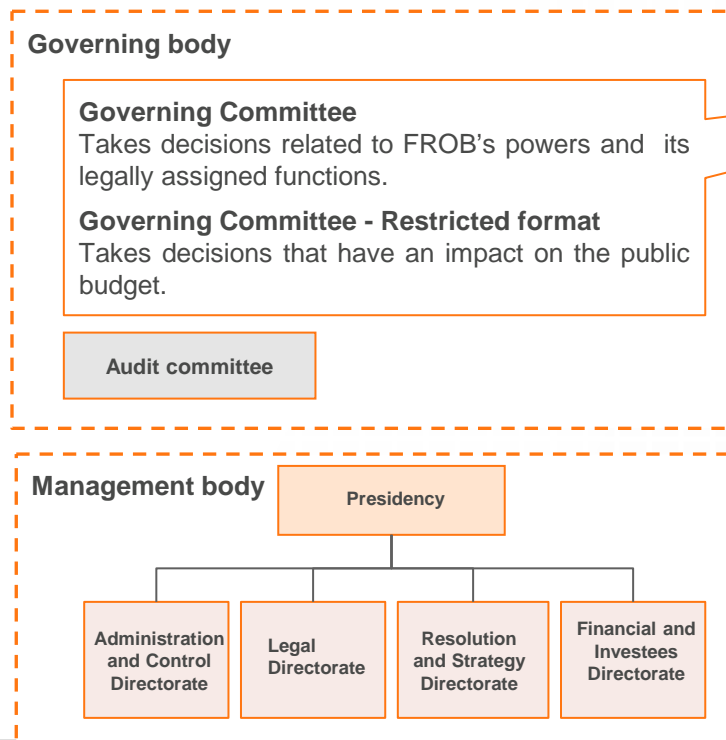 Governing body
Governing Committee
Takes decisions related to FROB's powers and its
legally assigned functions.
Governing Committee - Restricted format
Takes decisions that have an impact on the public
budget.
Audit committee
Management body
Presidency
Administration
and Control
Directorate
Legal
Directorate
Resolution
and Strategy
Directorate
Financial and
Investees
Directorate